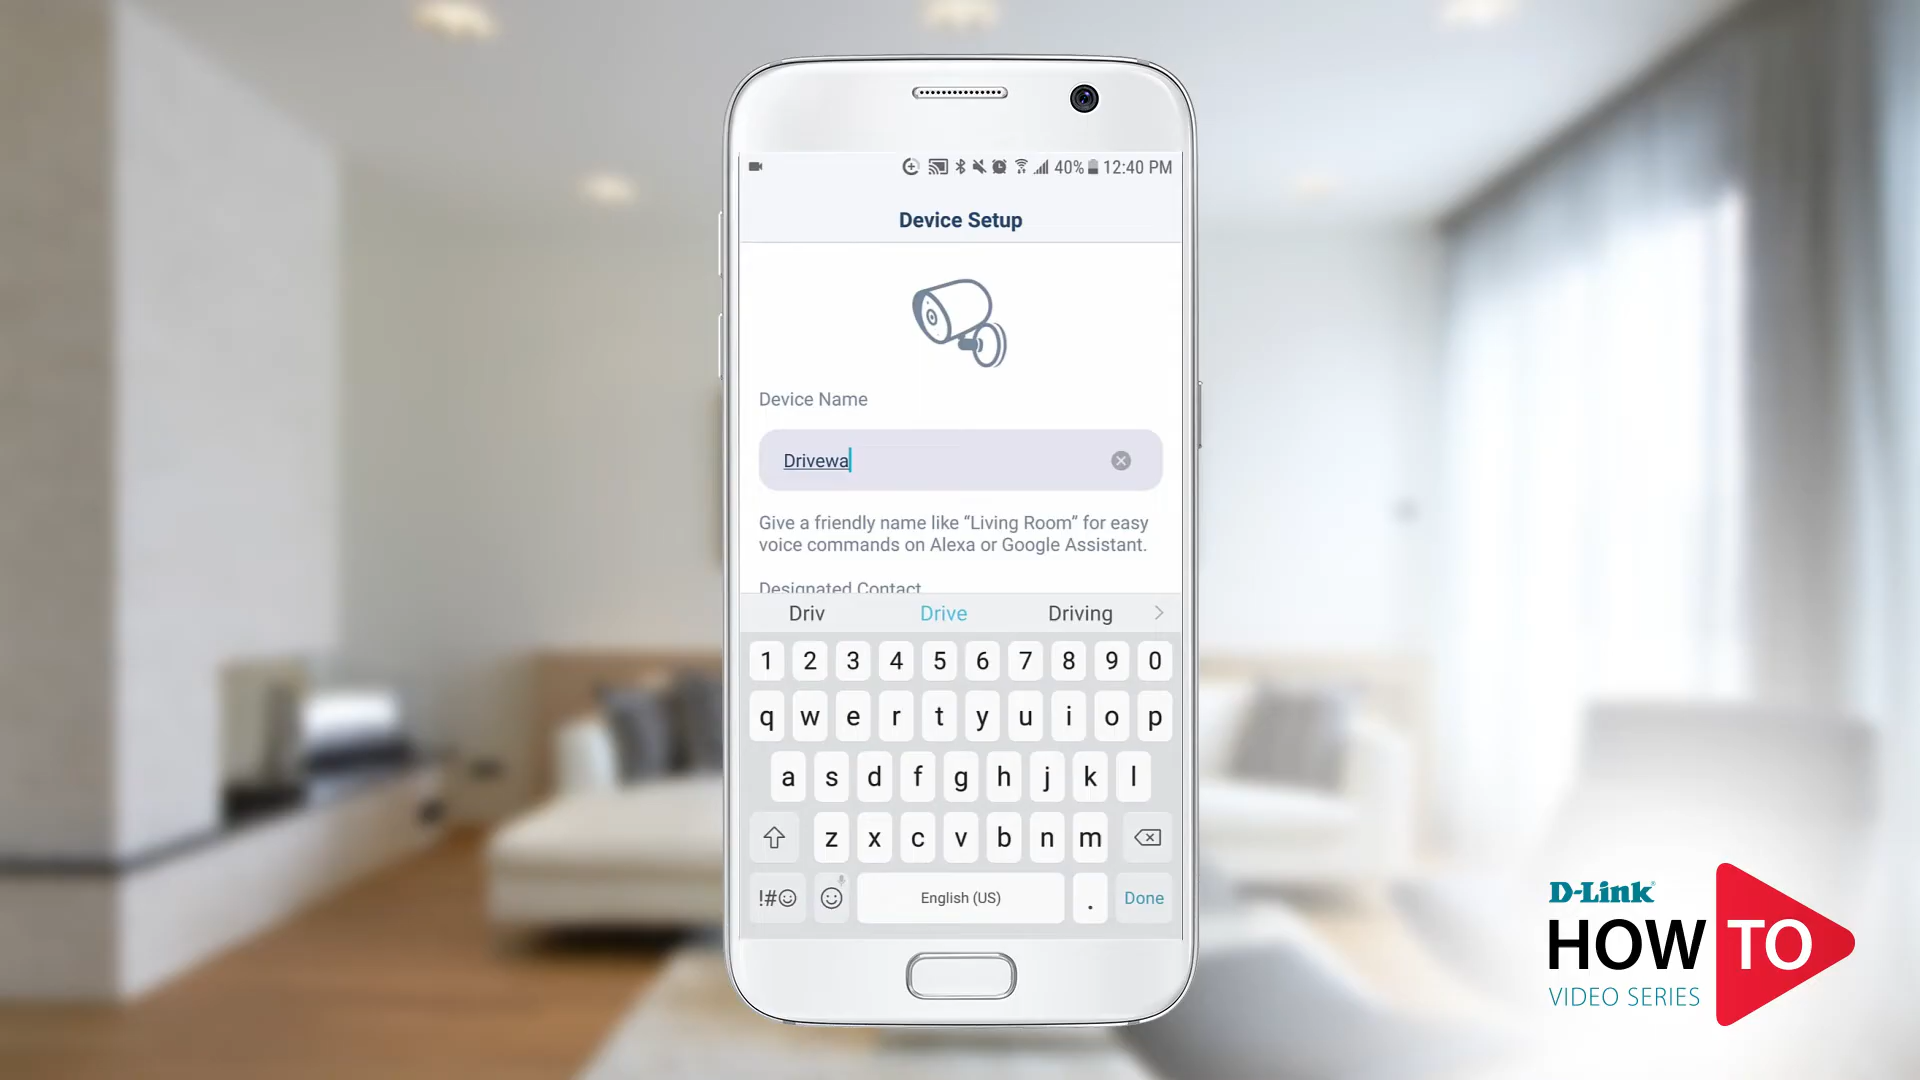 40% 12:40 PM
Device Setup
Device Name
Drivewa
Give a friendly name like “Living Room” for easy
voice commands on Alexa or Google Assistant.
Designated Contact
Driv Drive Driving
1 2 3 4 5 6 7 8 9 0
q w e r t y u i o p
a s d f g h j k l
z x c v b n m
!#☺ English (US) . Done
D-Link®
HOW TO
VIDEO SERIES